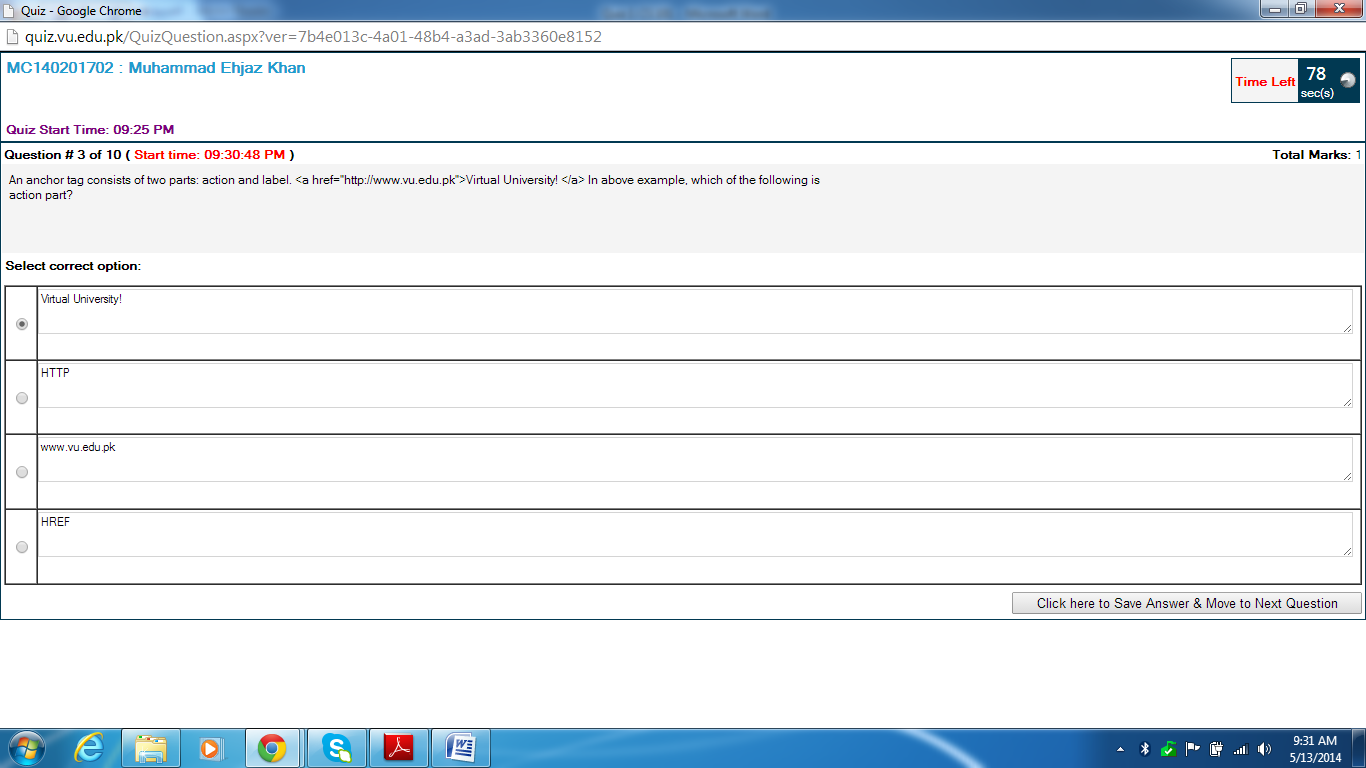 Quiz - Google Chrome
quiz.vu.edu.pk/QuizQuestion.aspx?ver=7b4e013c-4a01-48b4-a3ad-3ab3360e8152
MC140201702 : Muhammad Ehjaz Khan
Time Left 78 sec(s)
Quiz Start Time: 09:25 PM
Question # 3 of 10 ( Start time: 09:30:48 PM ) Total Marks: 1
An anchor tag consists of two parts: action and label. <a href="http://www.vu.edu.pk">Virtual University! </a> In above example, which of the following is
action part?
Select correct option:
Virtual University!
HTTP
www.vu.edu.pk
HREF
Click here to Save Answer & Move to Next Question
9:31 AM
5/13/2014